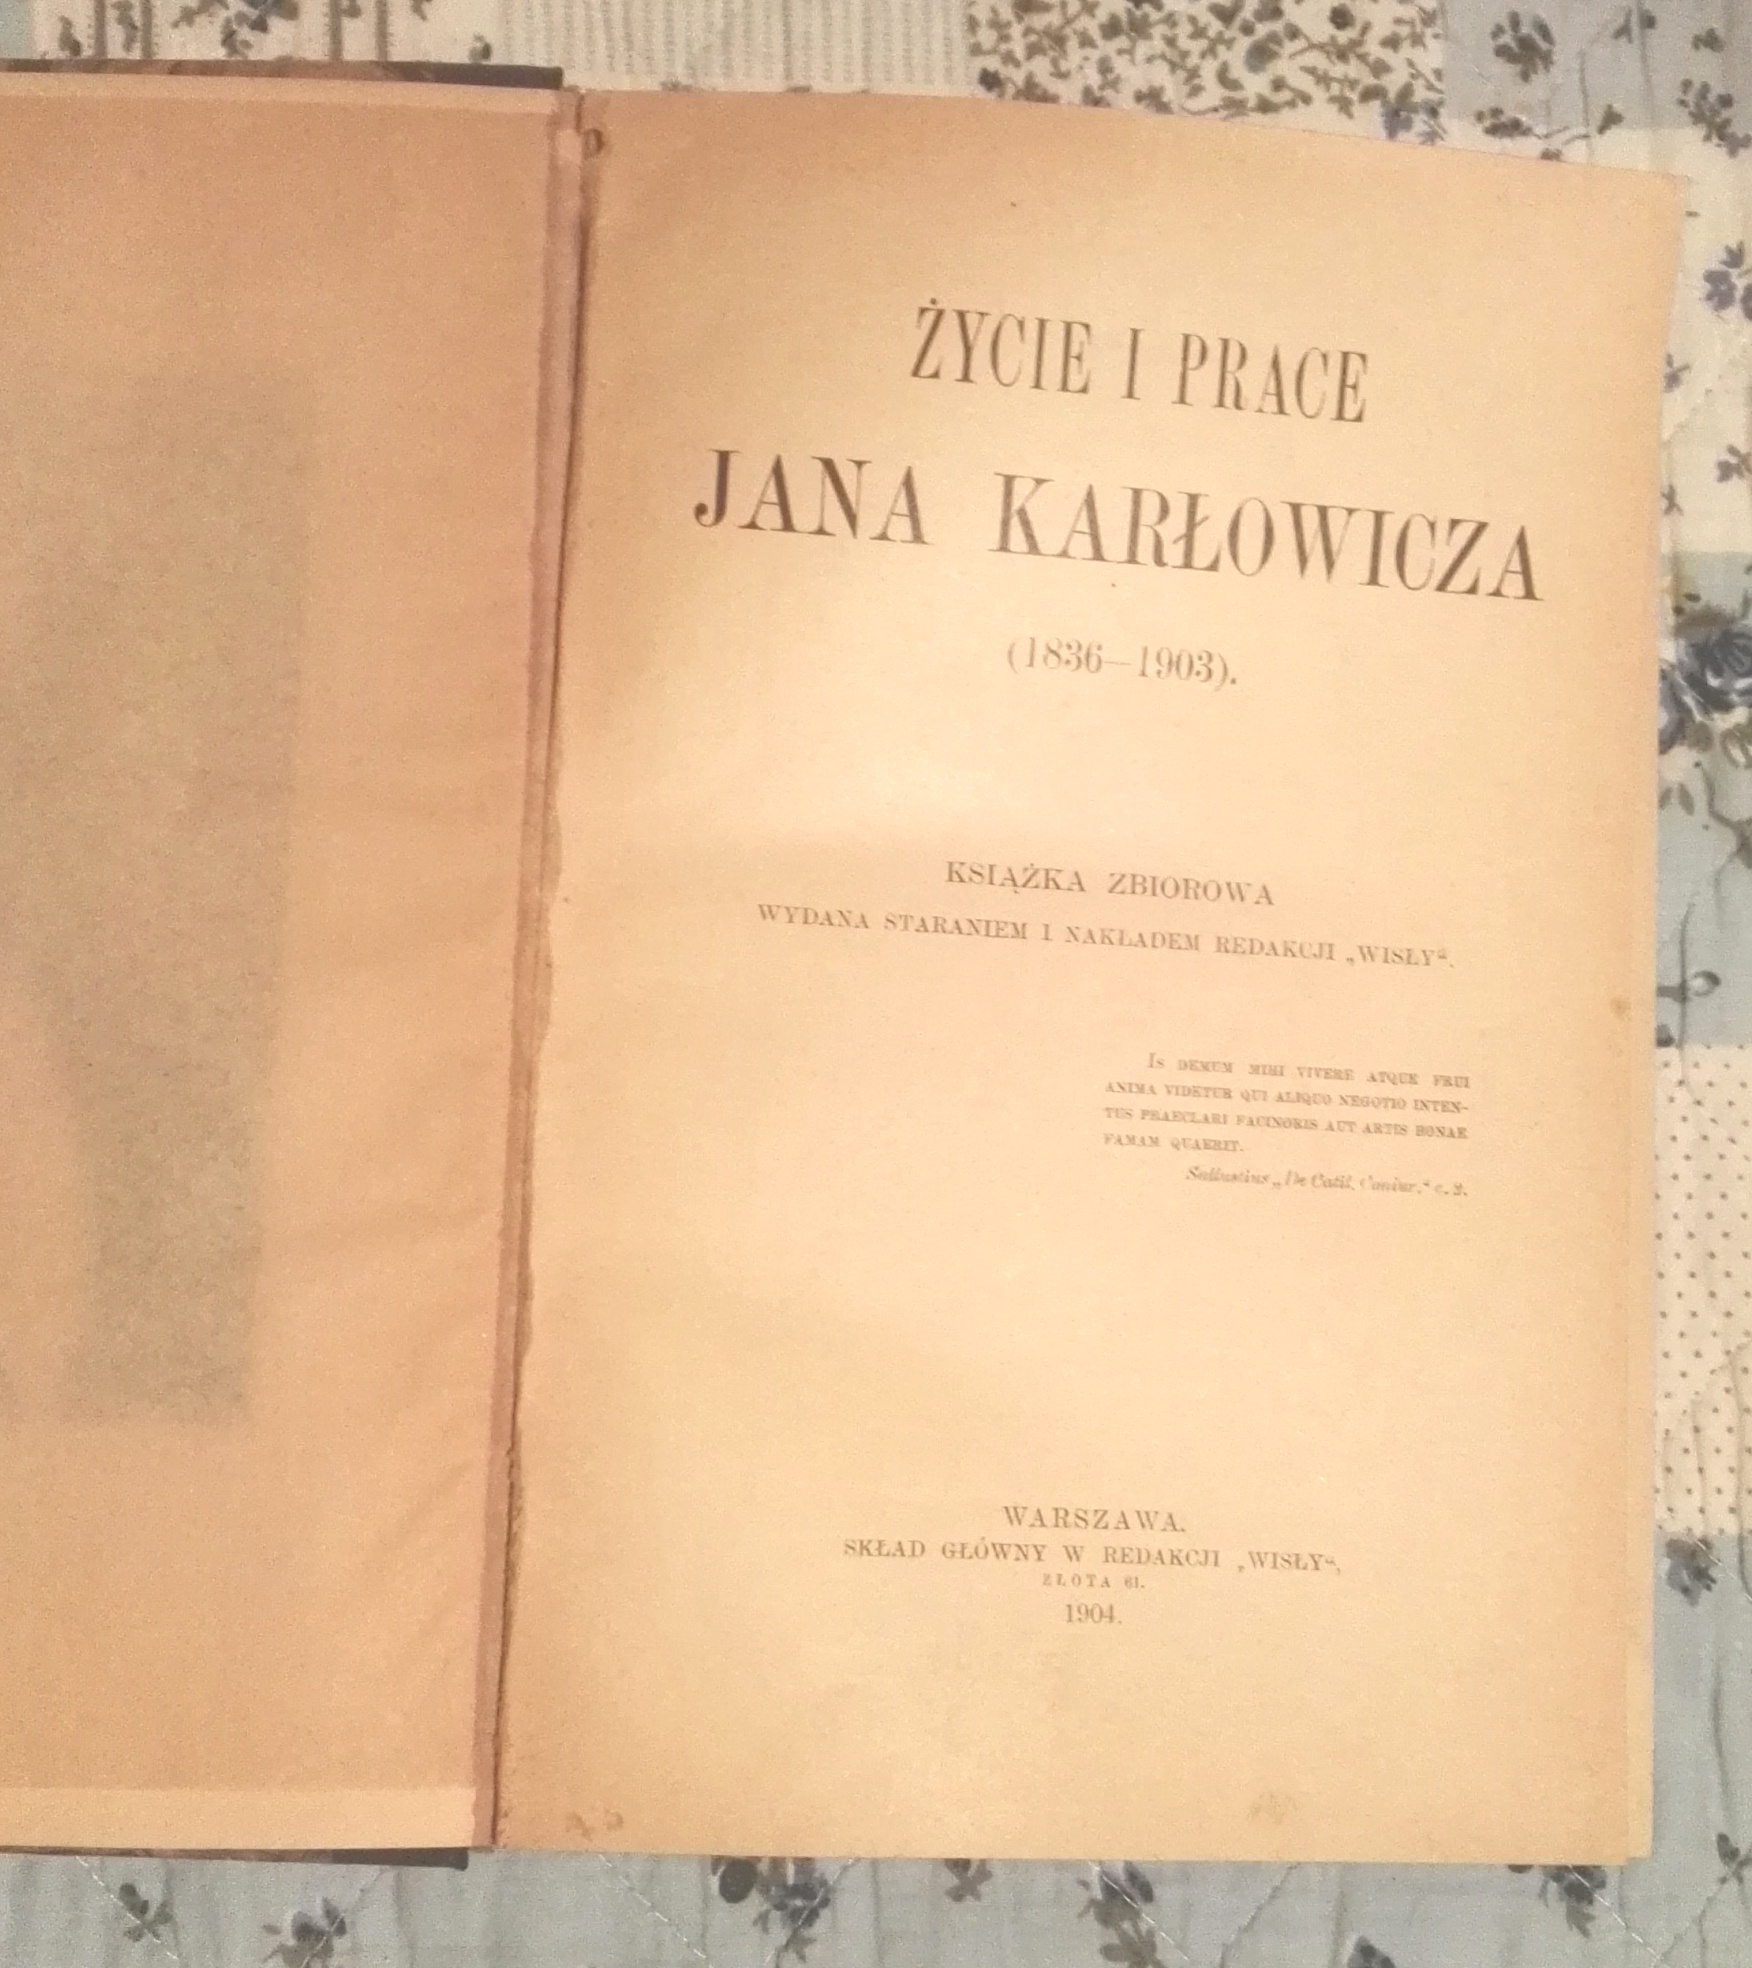 ŻYCIE I PRACE
JANA KARŁOWICZA
(1836—1903).
KSIĄŻKA ZBIOROWA
WYDANA STARANIEM I NAKŁADEM REDAKCJI „WISŁY“.
IS DEMUM MIHI VIVERE ATQUE FRUI
ANIMA VIDETUR QUI ALIQUO NEGOTIO INTEN-
TUS PRAECLARI FACINORIS AUT ARTIS BONAE
FAMAM QUAERIT.
Sallustius „De Catil. Coniur.“ c. 2.
WARSZAWA.
SKŁAD GŁÓWNY W REDAKCJI „WISŁY“,
ZŁOTA 61.
1904.